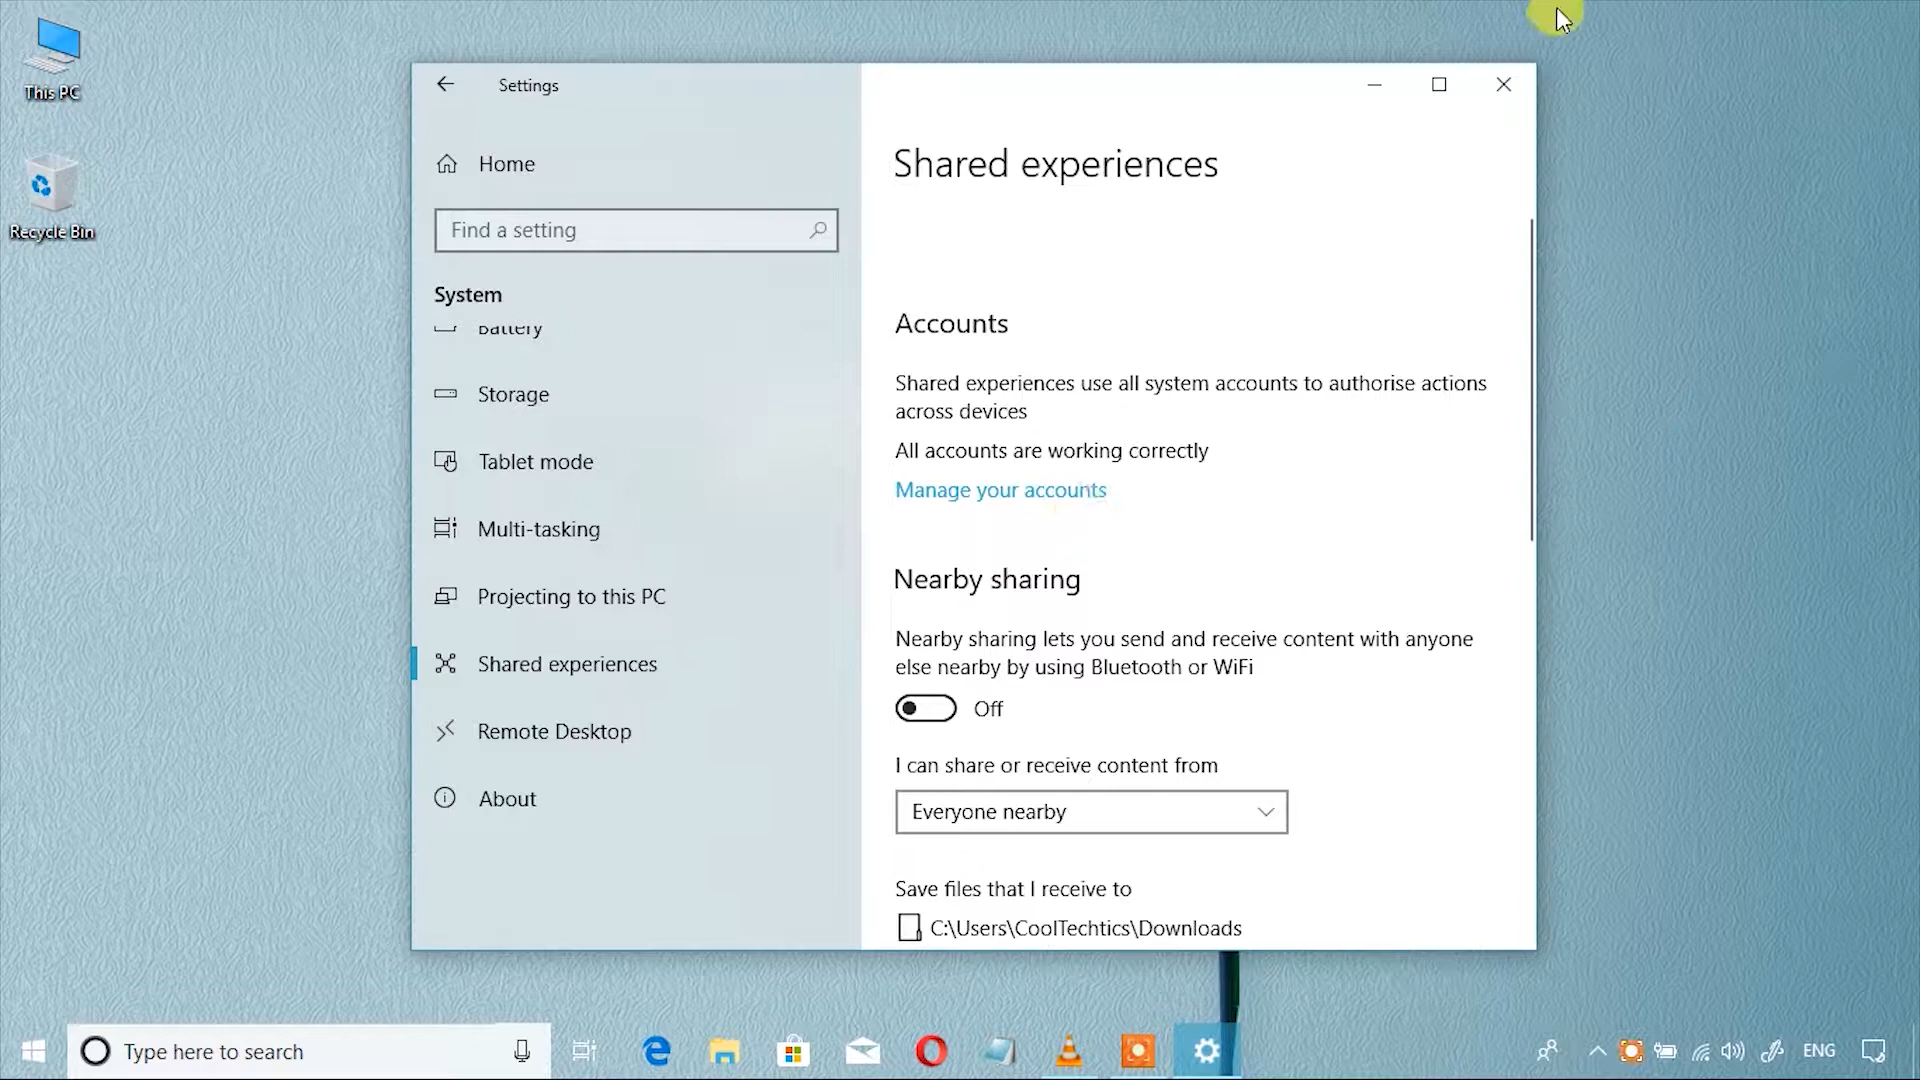 This PC
Recycle Bin
Settings
Home
Find a setting
System
Battery
Storage
Tablet mode
Multi-tasking
Projecting to this PC
Shared experiences
Remote Desktop
About
Shared experiences
Accounts
Shared experiences use all system accounts to authorise actions
across devices
All accounts are working correctly
Manage your accounts
Nearby sharing
Nearby sharing lets you send and receive content with anyone
else nearby by using Bluetooth or WiFi
Off
I can share or receive content from
Everyone nearby
Save files that I receive to
C:\Users\CoolTechtics\Downloads
Type here to search
ENG